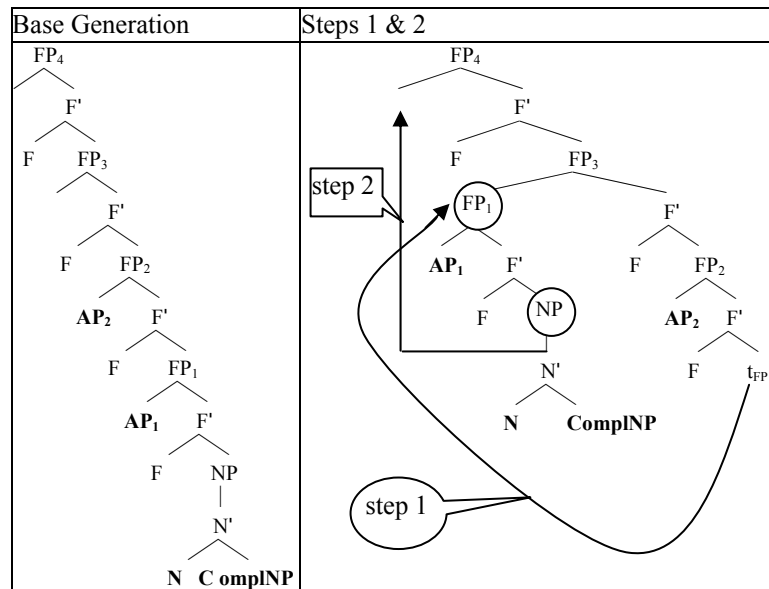 Base Generation
FP4
F'
F FP3
F'
F FP2
AP2 F'
F FP1
AP1 F'
F NP
N'
N C omplNP
Steps 1 & 2
FP4
F'
F FP3
step 2
FP1 F'
AP1 F' F FP2
F NP AP2 F'
N' F tFP
N ComplNP
step 1